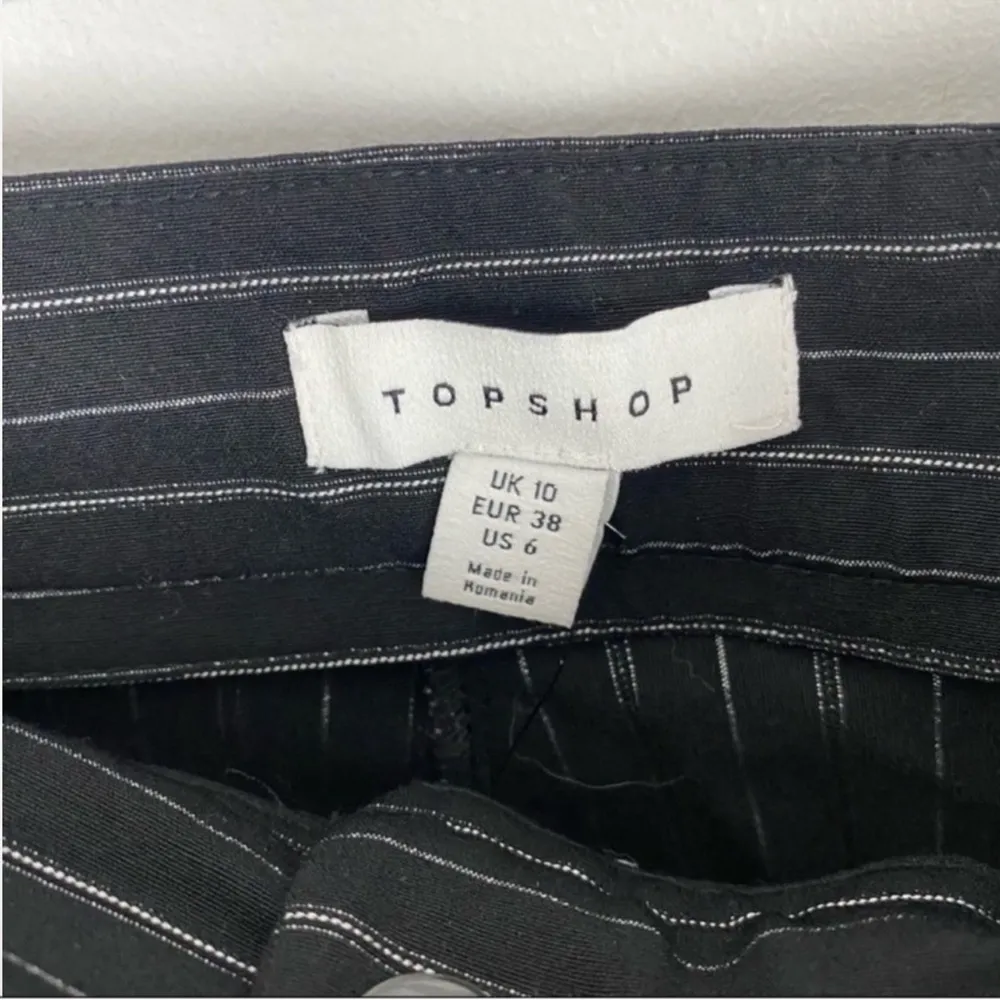 TOPSHOP
UK 10
EUR 38
US 6
Made in
Romania